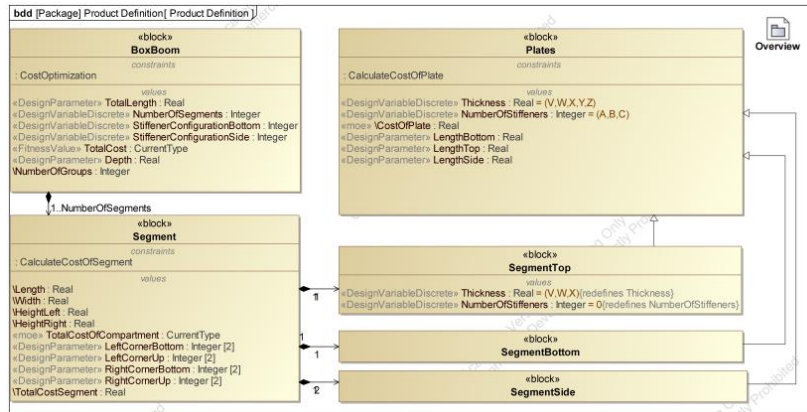 bdd [Package] Product Definition[ Product Definition ]
«block»
BoxBoom
constraints
: CostOptimization
values
«DesignParameter» TotalLength : Real
«DesignVariableDiscrete» NumberOfSegments : Integer
«DesignVariableDiscrete» StiffenerConfigurationBottom : Integer
«DesignVariableDiscrete» StiffenerConfigurationSide : Integer
«FitnessValue» TotalCost : CurrentType
«DesignParameter» Depth : Real
\NumberOfGroups : Integer
«block»
Plates
constraints
: CalculateCostOfPlate
values
«DesignVariableDiscrete» Thickness : Real = (V,W,X,Y,Z)
«DesignVariableDiscrete» NumberOfStiffeners : Integer = (A,B,C)
«moe» \CostOfPlate : Real
«DesignParameter» LengthBottom : Real
«DesignParameter» LengthTop : Real
«DesignParameter» LengthSide : Real
Overview
1..NumberOfSegments
«block»
Segment
constraints
: CalculateCostOfSegment
values
\Length : Real
\Width : Real
\HeightLeft : Real
\HeightRight : Real
«moe» TotalCostOfCompartment : CurrentType
«DesignParameter» LeftCornerBottom : Integer [2]
«DesignParameter» LeftCornerUp : Integer [2]
«DesignParameter» RightCornerBottom : Integer [2]
«DesignParameter» RightCornerUp : Integer [2]
\TotalCostSegment : Real
«block»
SegmentTop
values
«DesignVariableDiscrete» Thickness : Real = (V,W,X){redefines Thickness}
«DesignVariableDiscrete» NumberOfStiffeners : Integer = 0{redefines NumberOfStiffeners}
1
1
«block»
SegmentBottom
2
«block»
SegmentSide